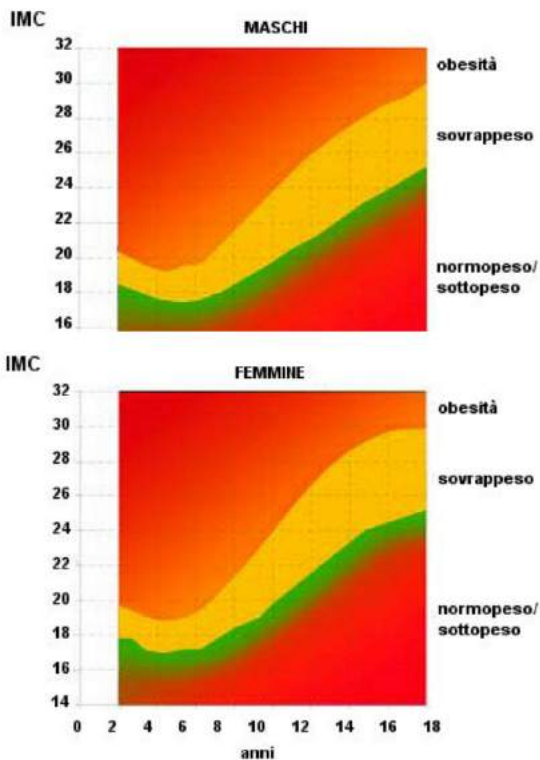 IMC
MASCHI
32
30
28
26
24
22
20
18
16
obesità
sovrappeso
normopeso/
sottopeso
IMC
FEMMINE
32
30
28
26
24
22
20
18
16
14
obesità
sovrappeso
normopeso/
sottopeso
0 2 4 6 8 10 12 14 16 18
anni